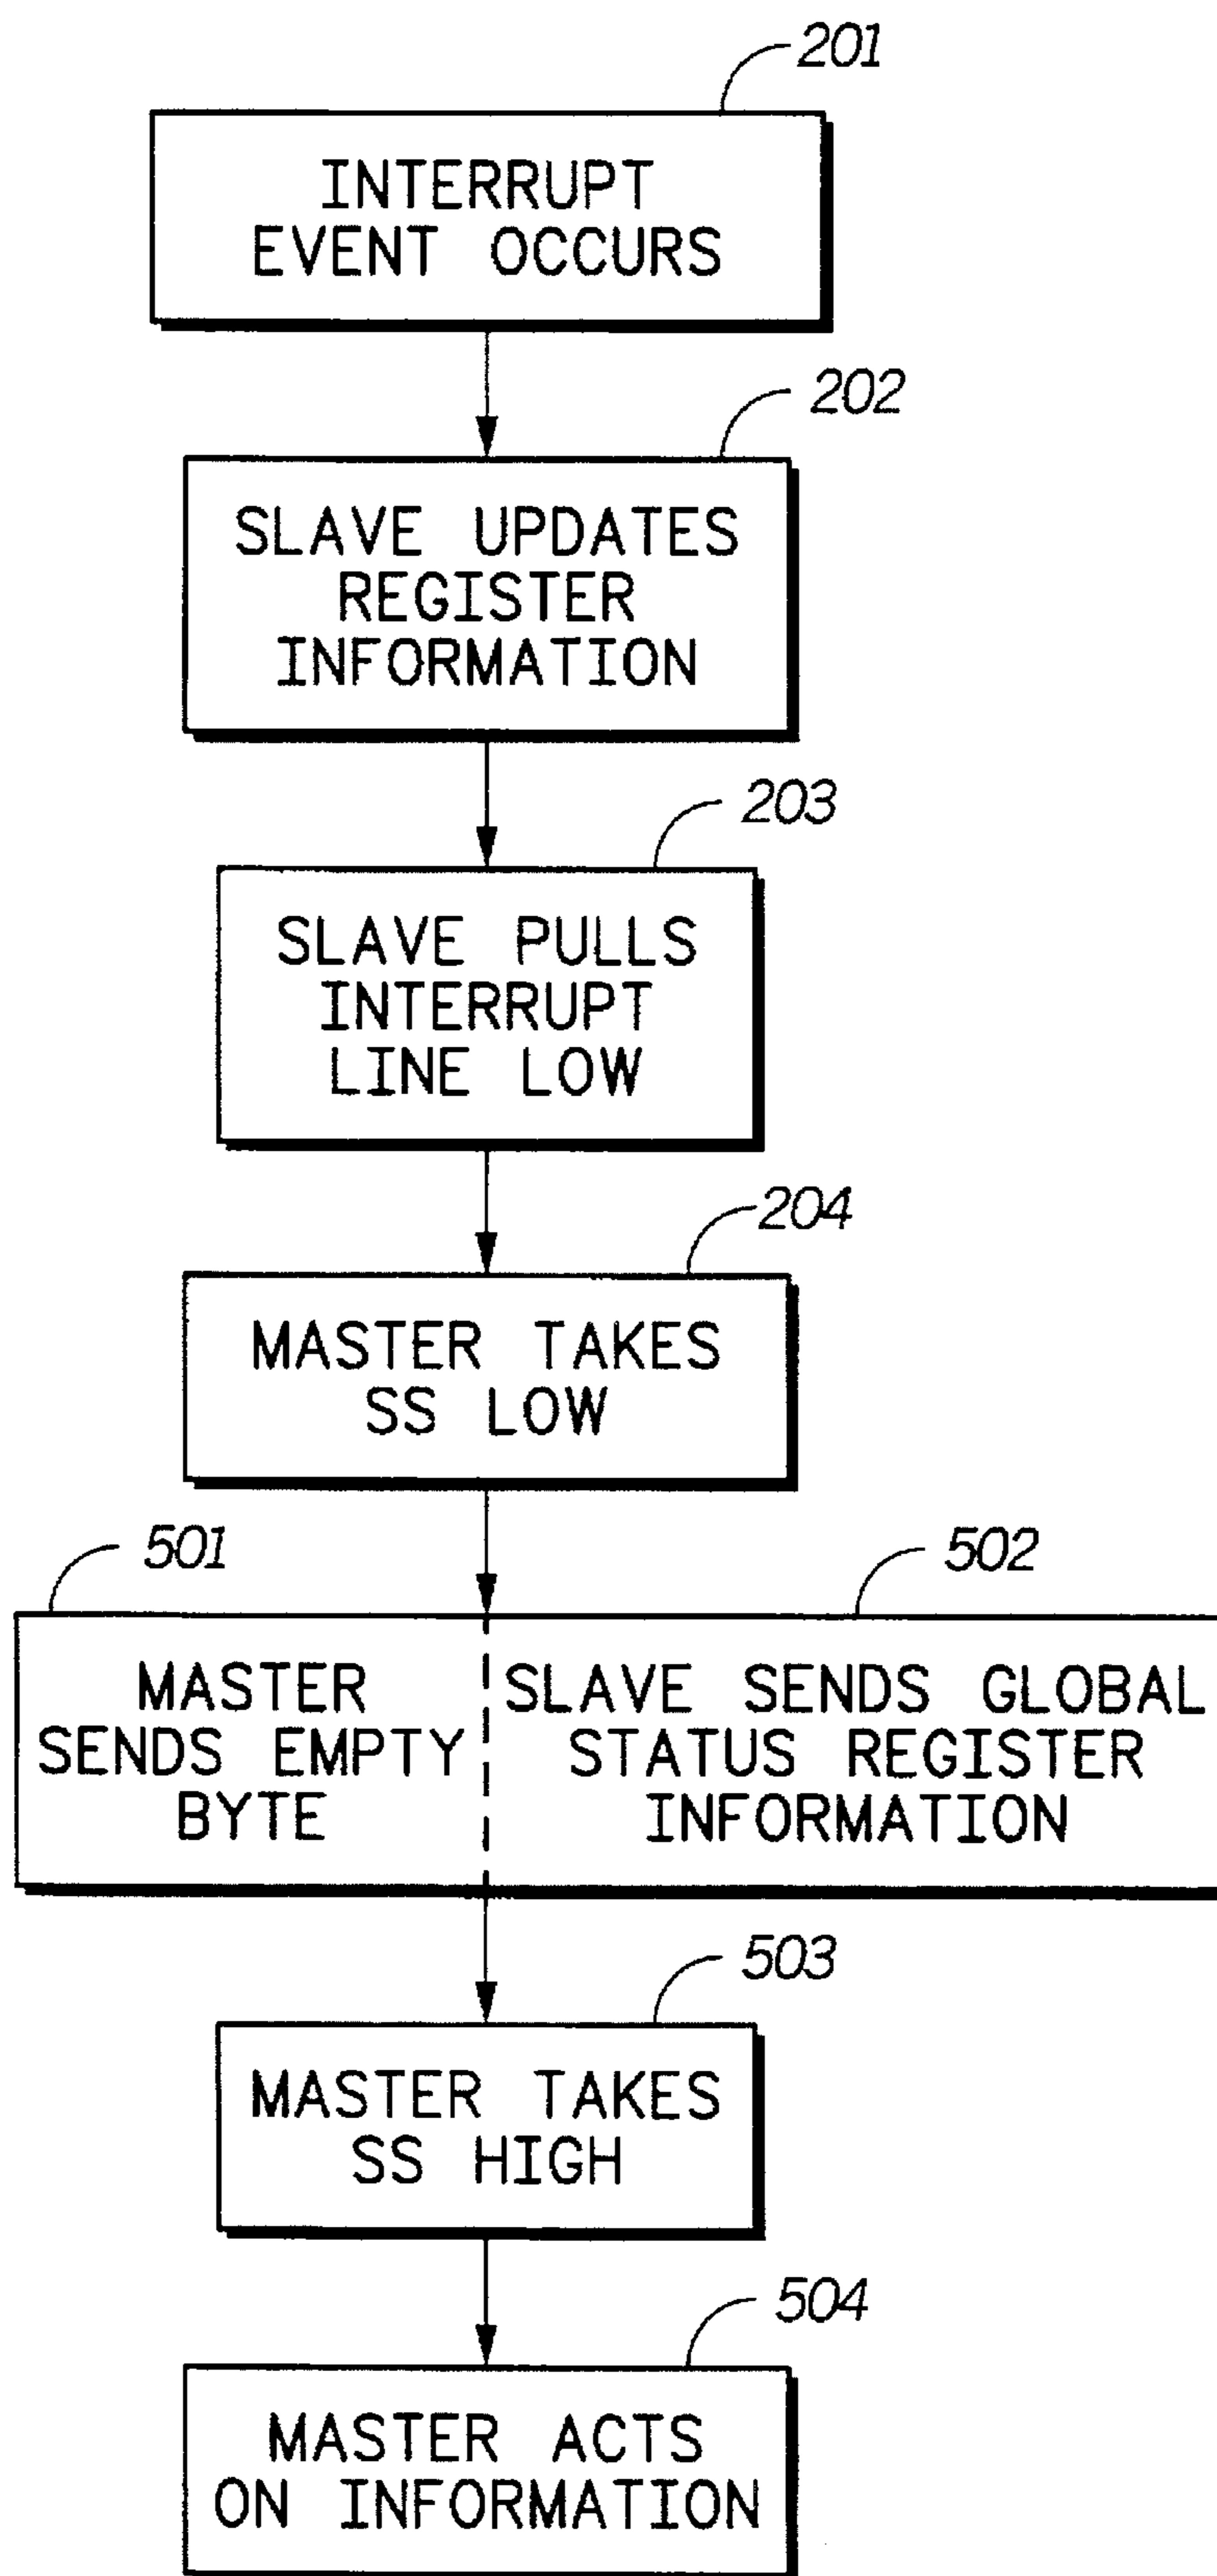 201
INTERRUPT
EVENT OCCURS
202
SLAVE UPDATES
REGISTER
INFORMATION
203
SLAVE PULLS
INTERRUPT
LINE LOW
204
MASTER TAKES
SS LOW
501
MASTER
SENDS EMPTY
BYTE
502
SLAVE SENDS GLOBAL
STATUS REGISTER
INFORMATION
503
MASTER TAKES
SS HIGH
504
MASTER ACTS
ON INFORMATION